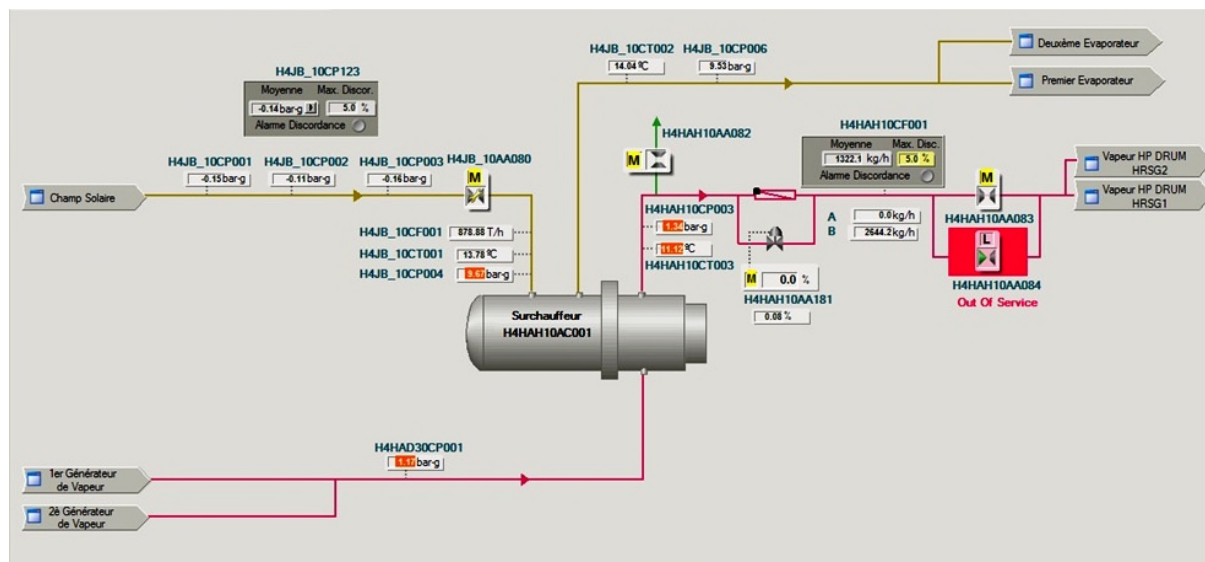 H4JB_10CP123
Moyenne Max. Discor.
-0.14 bar-g 5.0 %
Alarme Discordance
H4JB_10CT002 H4JB_10CP006
14.04 ºC 9.53 bar-g
Deuxème Evaporateur
Premier Evaporateur
H4JB_10CP001 H4JB_10CP002 H4JB_10CP003 H4JB_10AA080
-0.15 bar-g -0.11 bar-g -0.16 bar-g M
Champ Solaire
H4HAH10AA082
M
H4HAH10CF001
Moyenne Max. Disc.
1322.1 kg/h 5.0 %
Alarme Discordance
Vapeur HP DRUM
HRSG2
Vapeur HP DRUM
HRSG1
M
H4HAH10AA083
A 0.0 kg/h
B 2644.2 kg/h
H4JB_10CF001 878.88 T/h
H4JB_10CT001 13.78 ºC
H4JB_10CP004 9.67 bar-g
H4HAH10CP003
1.34 bar-g
11.12 ºC
H4HAH10CT003
M 0.0 %
H4HAH10AA181
0.08 %
L
H4HAH10AA084
Out Of Service
Surchauffeur
H4HAH10AC001
H4HAD30CP001
1.17 bar-g
1er Générateur
de Vapeur
2è Générateur
de Vapeur